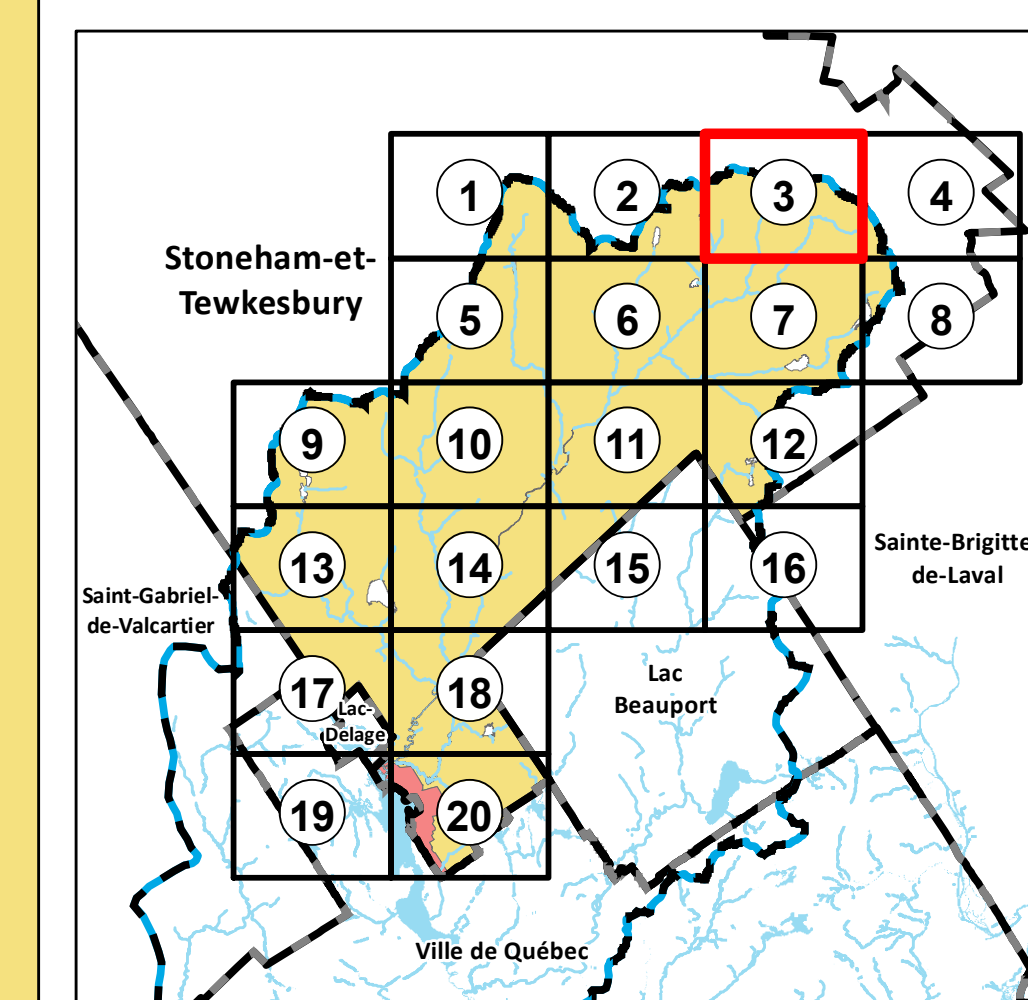 1
2
3
4
Stoneham-et-
Tewkesbury
5
6
7
8
9
10
11
12
13
14
15
16
Sainte-Brigitte
de-Laval
Saint-Gabriel-
de-Valcartier
17
18
Lac-
Delage
Lac
Beauport
19
20
Ville de Québec